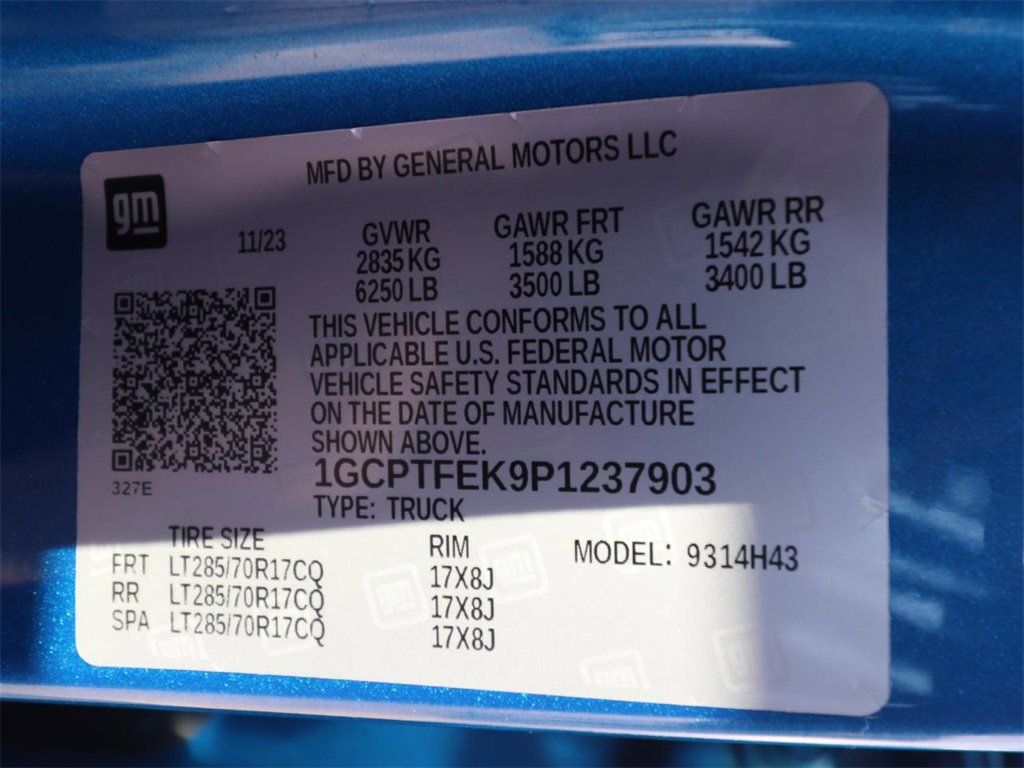 MFD BY GENERAL MOTORS LLC
gm
11/23
GVWR GAWR FRT GAWR RR
2835 KG 1588 KG 1542 KG
6250 LB 3500 LB 3400 LB
THIS VEHICLE CONFORMS TO ALL
APPLICABLE U.S. FEDERAL MOTOR
VEHICLE SAFETY STANDARDS IN EFFECT
ON THE DATE OF MANUFACTURE
SHOWN ABOVE.
327E
1GCPTFEK9P1237903
TYPE: TRUCK
TIRE SIZE RIM MODEL: 9314H43
FRT LT285/70R17CQ 17X8J
RR LT285/70R17CQ 17X8J
SPA LT285/70R17CQ 17X8J